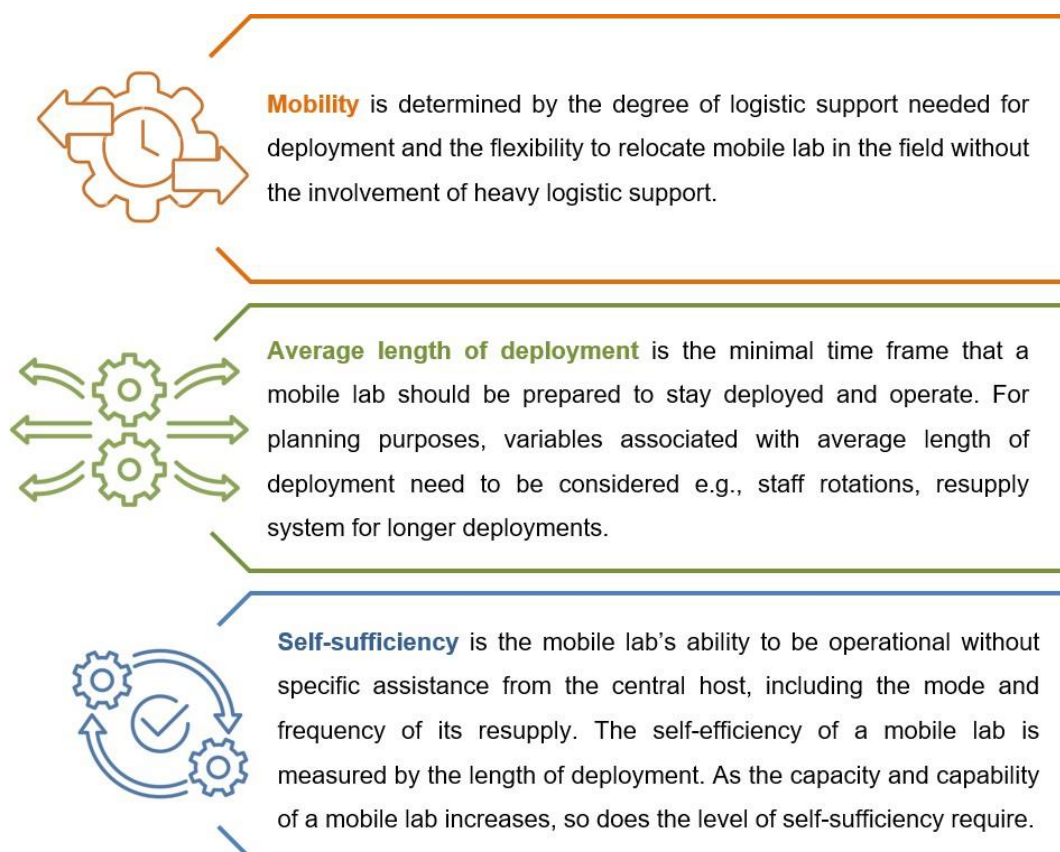 Mobility is determined by the degree of logistic support needed for
deployment and the flexibility to relocate mobile lab in the field without
the involvement of heavy logistic support.
Average length of deployment is the minimal time frame that a
mobile lab should be prepared to stay deployed and operate. For
planning purposes, variables associated with average length of
deployment need to be considered e.g., staff rotations, resupply
system for longer deployments.
Self-sufficiency is the mobile lab’s ability to be operational without
specific assistance from the central host, including the mode and
frequency of its resupply. The self-efficiency of a mobile lab is
measured by the length of deployment. As the capacity and capability
of a mobile lab increases, so does the level of self-sufficiency require.